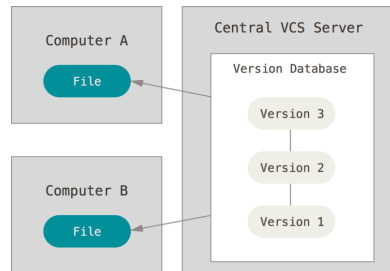 Computer A
File
Computer B
File
Central VCS Server
Version Database
Version 3
Version 2
Version 1